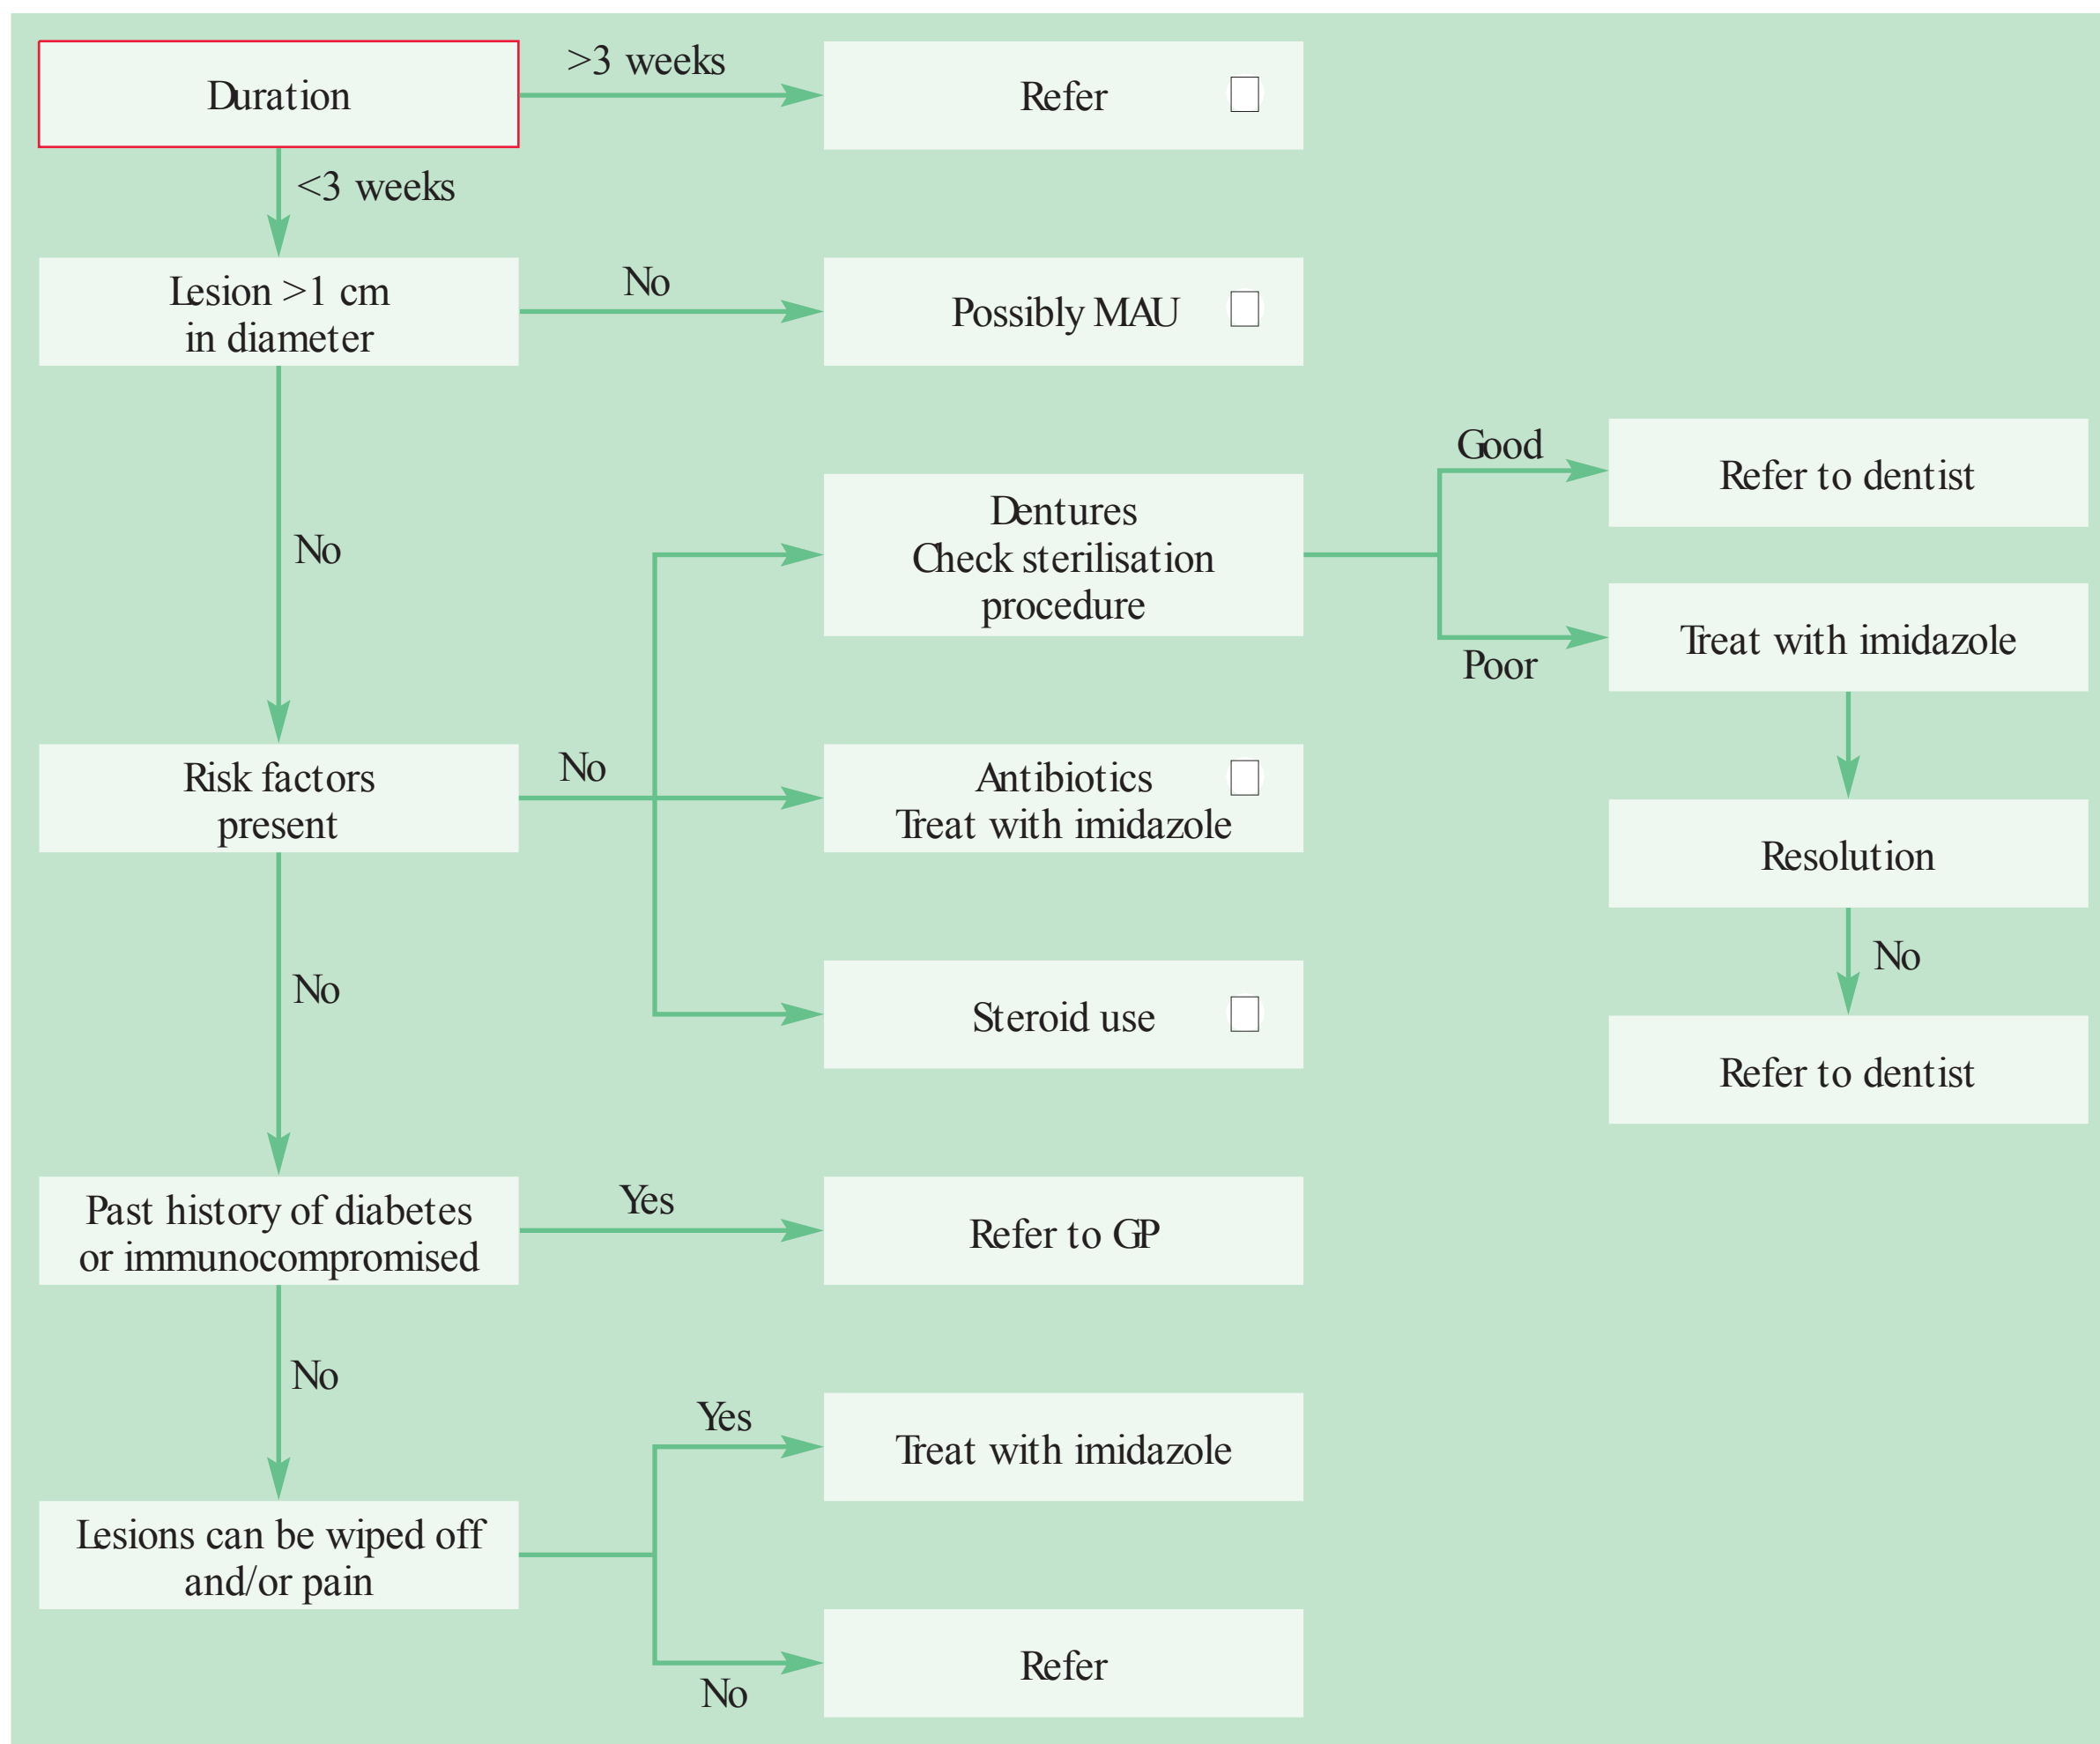 Duration
>3 weeks
Refer
<3 weeks
Lesion >1 cm
in diameter
No
Possibly MAU
No
Dentures
Check sterilisation
procedure
Good
Refer to dentist
Poor
Treat with imidazole
Risk factors
present
No
Antibiotics
Treat with imidazole
Resolution
No
Steroid use
No
Refer to dentist
Past history of diabetes
or immunocompromised
Yes
Refer to GP
No
Yes
Treat with imidazole
Lesions can be wiped off
and/or pain
No
Refer